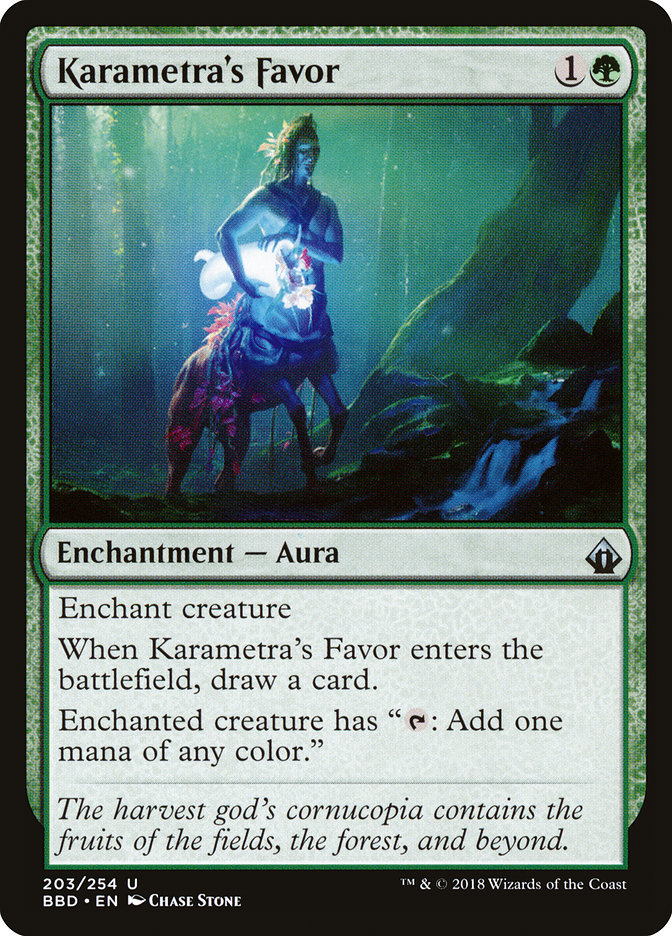 Karametra's Favor 1
Enchantment — Aura
Enchant creature
When Karametra's Favor enters the
battlefield, draw a card.
Enchanted creature has “: Add one
mana of any color.”
The harvest god's cornucopia contains the
fruits of the fields, the forest, and beyond.
203/254 U
™ & © 2018 Wizards of the Coast
BBD • EN Chase Stone